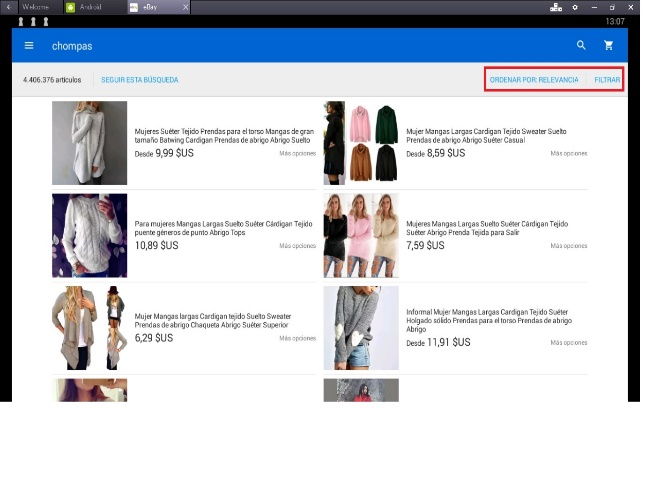 Welcome
Android
eBay
13:07
chompas
4.406.376 artículos
SEGUIR ESTA BÚSQUEDA
ORDENAR POR: RELEVANCIA
FILTRAR
Mujeres Suéter Tejido Prendas para el torso Mangas de gran
tamaño Batwing Cardigan Prendas de abrigo Abrigo Suelto
Desde 9,99 $US
Más opciones
Mujer Mangas Largas Cardigan Tejido Sweater Suelto
Prendas de abrigo Abrigo Suéter Casual
Desde 8,59 $US
Más opciones
Para mujeres Mangas Largas Suelto Suéter Cárdigan Tejido
puente géneros de punto Abrigo Tops
10,89 $US
Más opciones
Mujeres Mangas Largas Suelto Suéter Cárdigan Tejido
Suéter Abrigo Prenda Tejida para Salir
7,59 $US
Más opciones
Mujer Mangas largas Cardigan tejido Suelto Sweater
Prendas de abrigo Chaqueta Abrigo Suéter Superior
6,29 $US
Más opciones
Informal Mujer Mangas Largas Cardigan Tejido Suéter
Holgado sólido Prendas para el torso Prendas de abrigo
Abrigo
Desde 11,91 $US
Más opciones